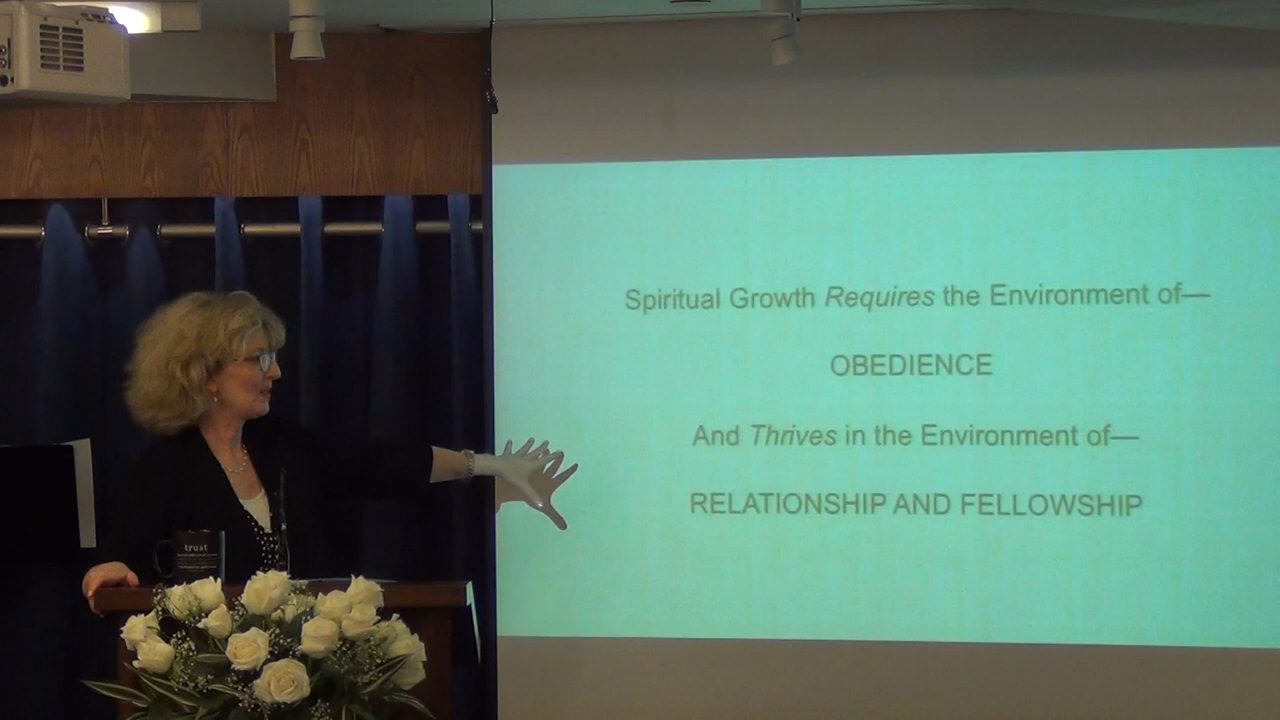 Spiritual Growth Requires the Environment of—
OBEDIENCE
And Thrives in the Environment of—
RELATIONSHIP AND FELLOWSHIP
trust